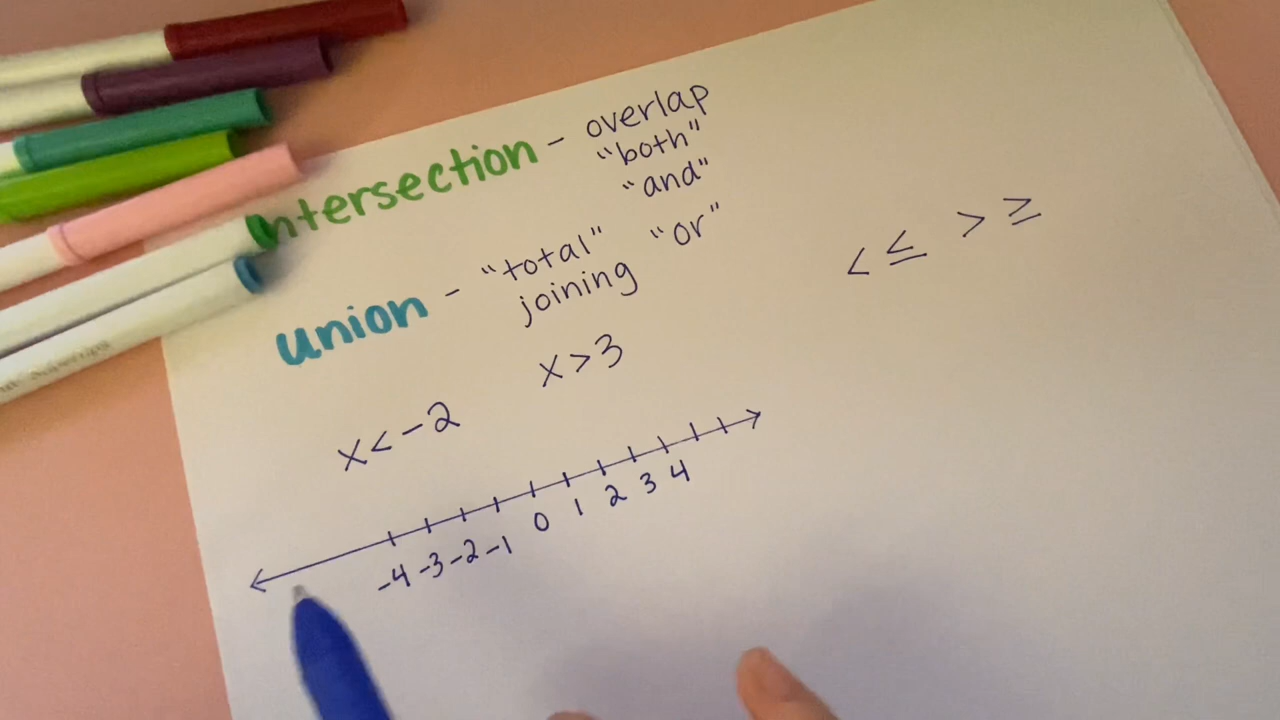 intersection - overlap
"both"
"and"
union - "total" "or"
joining
< ≤ > ≥
x < -2
x > 3
-4 -3 -2 -1 0 1 2 3 4